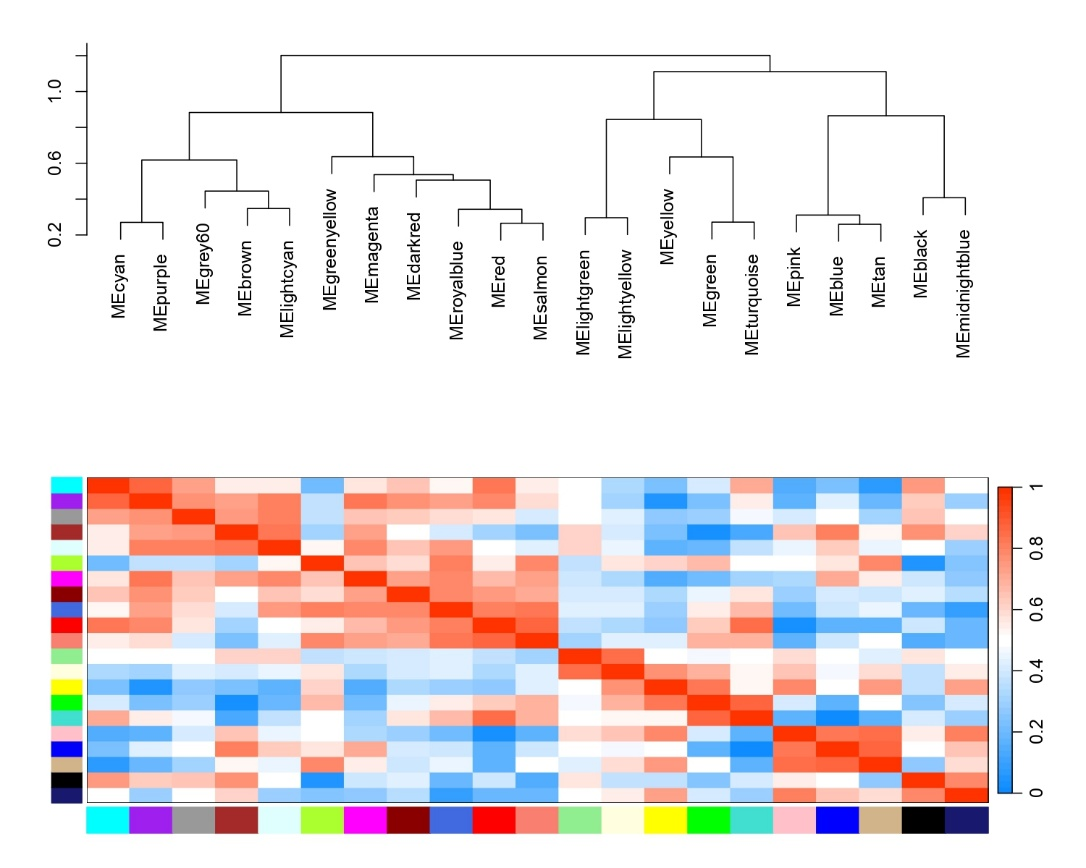 1.0
0.6
0.2
MEcyan
MEpurple
MEgrey60
MEbrown
MElightcyan
MEgreenyellow
MEmagenta
MEdarkred
MEroyalblue
MEred
MEsalmon
MElightgreen
MElightyellow
MEyellow
MEgreen
MEturquoise
MEpink
MEblue
MEtan
MEblack
MEmidnightblue
1
0.8
0.6
0.4
0.2
0